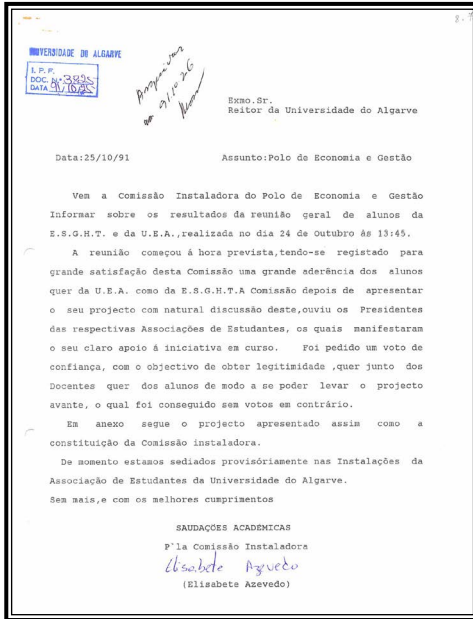 UNIVERSIDADE DO ALGARVE
I. P. F.
DOC. N.º 3825
DATA 91/10/25
91.10.26
Exmo.Sr.
Reitor da Universidade do Algarve
Data:25/10/91
Assunto:Polo de Economia e Gestão
Vem a Comissão Instaladora do Polo de Economia e Gestão
Informar sobre os resultados da reunião geral de alunos da
E.S.G.H.T. e da U.E.A.,realizada no dia 24 de Outubro ás 13:45.
A reunião começou á hora prevista,tendo-se registado para
grande satisfação desta Comissão uma grande aderência dos alunos
quer da U.E.A. como da E.S.G.H.T.A Comissão depois de apresentar
o seu projecto com natural discussão deste,ouviu os Presidentes
das respectivas Associações de Estudantes, os quais manifestaram
o seu claro apoio á iniciativa em curso. Foi pedido um voto de
confiança, com o objectivo de obter legitimidade ,quer junto dos
Docentes quer dos alunos de modo a se poder levar o projecto
avante, o qual foi conseguido sem votos em contrário.
Em anexo segue o projecto apresentado assim como a
constituição da Comissão instaladora.
De momento estamos sediados provisóriamente nas Instalações da
Associação de Estudantes da Universidade do Algarve.
Sem mais,e com os melhores cumprimentos
SAUDAÇÕES ACADÉMICAS
P`la Comissão Instaladora
Elisabete Azevedo
(Elisabete Azevedo)